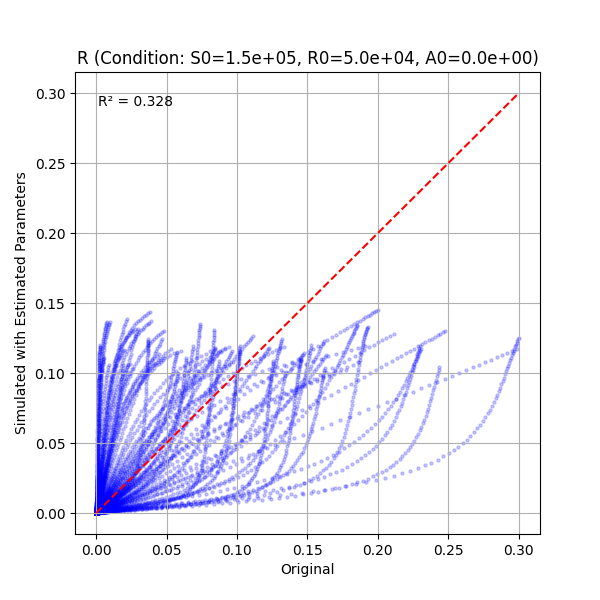 R (Condition: S0=1.5e+05, R0=5.0e+04, A0=0.0e+00)
R² = 0.328
0.30
0.25
0.20
0.15
0.10
0.05
0.00
Simulated with Estimated Parameters
0.00 0.05 0.10 0.15 0.20 0.25 0.30
Original